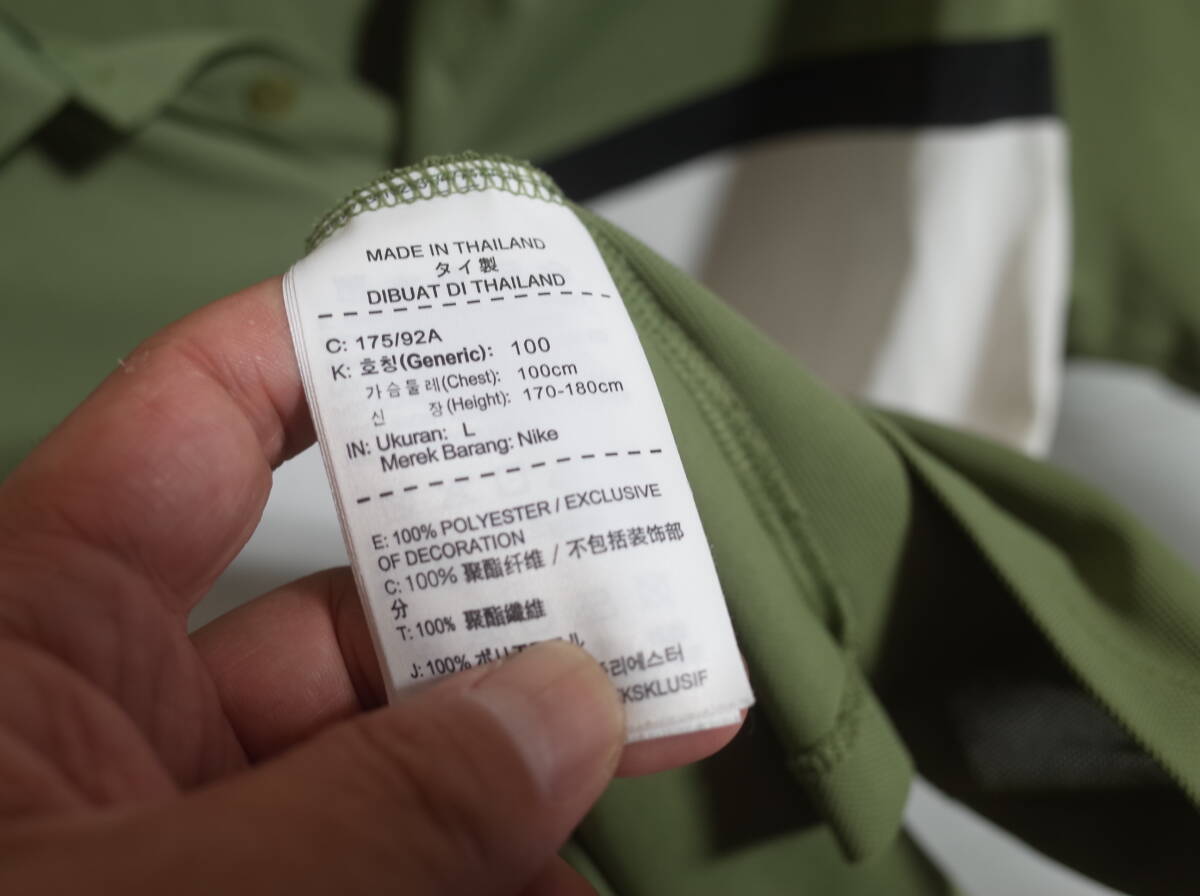 MADE IN THAILAND
タイ製
DIBUAT DI THAILAND
C: 175/92A
K: 호칭(Generic): 100
가슴둘레(Chest): 100cm
신 장(Height): 170-180cm
IN: Ukuran: L
Merek Barang: Nike
E: 100% POLYESTER / EXCLUSIVE
OF DECORATION
C: 100% 聚酯纤维 / 不包括装饰部
分
T: 100% 聚酯纖維
J: 100%